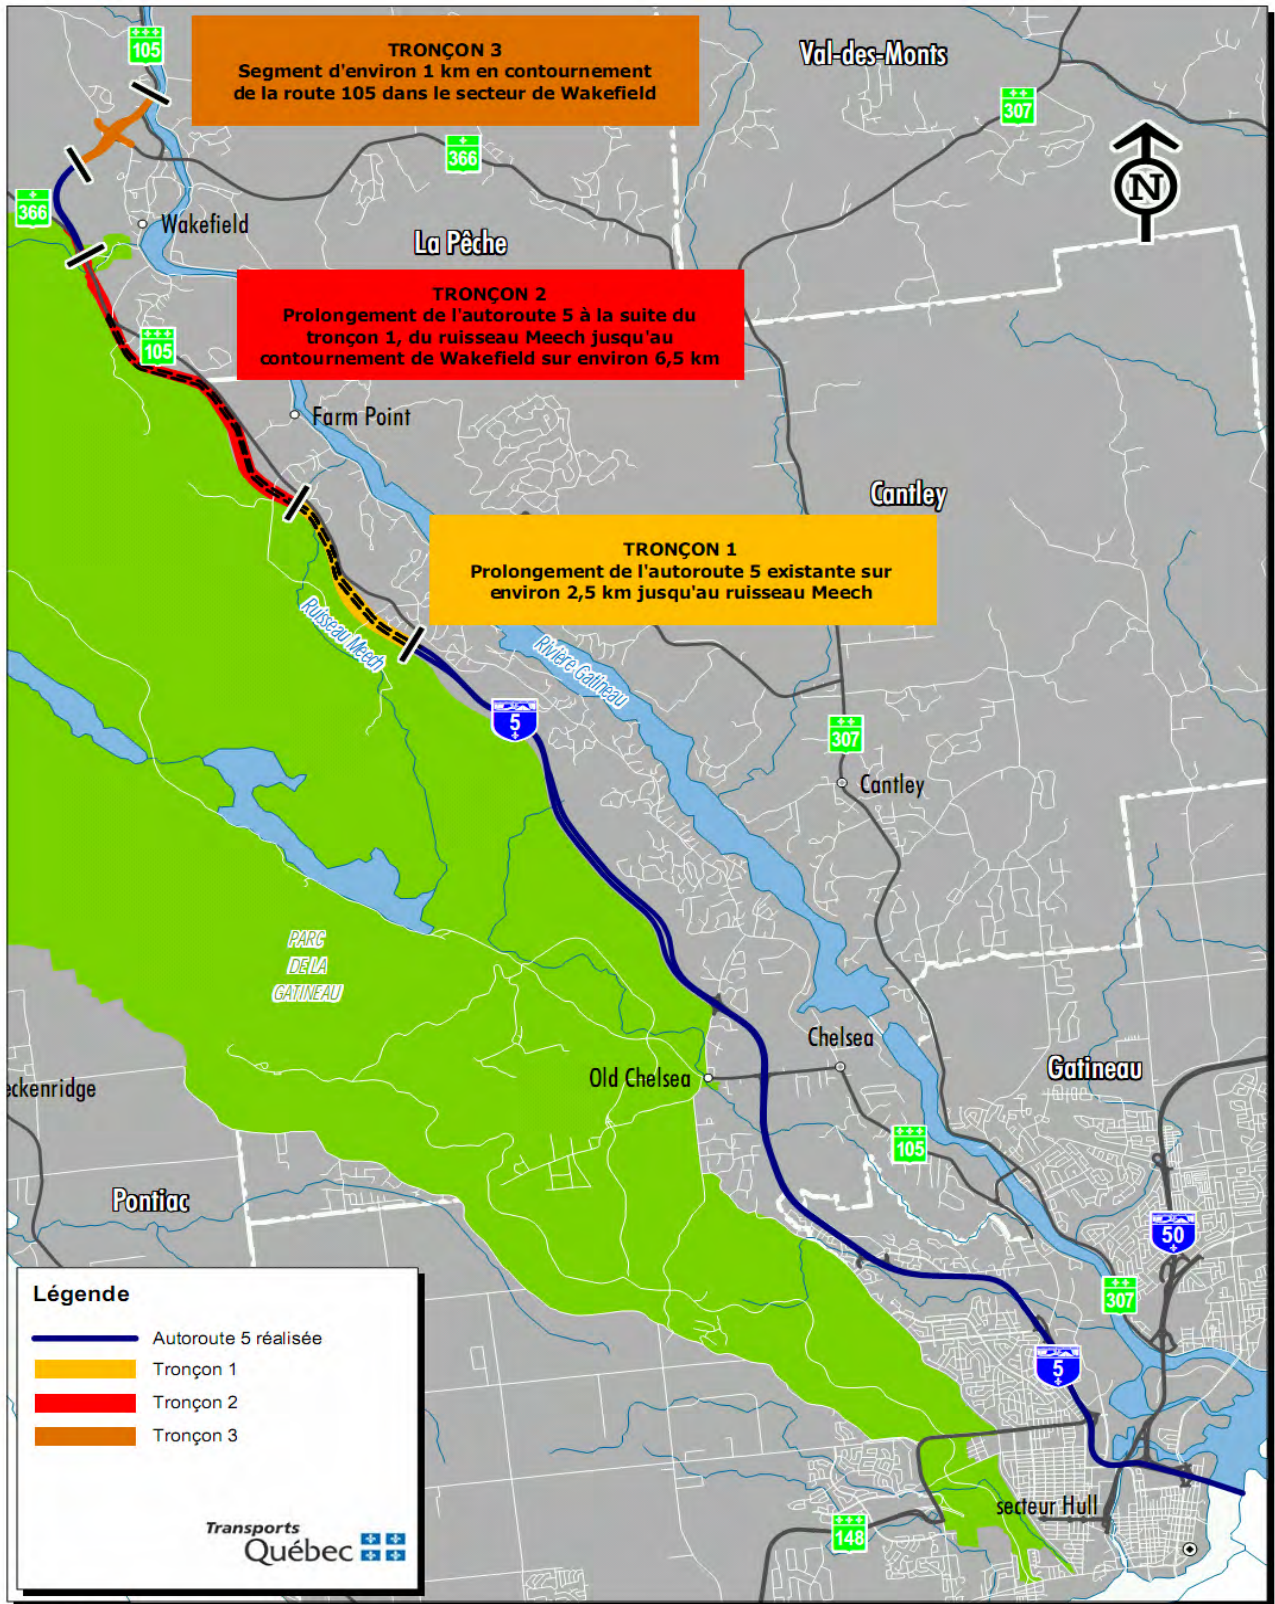 105
TRONÇON 3
Segment d'environ 1 km en contournement
de la route 105 dans le secteur de Wakefield
Val-des-Monts
307
366
N
366
Wakefield
La Pêche
TRONÇON 2
Prolongement de l'autoroute 5 à la suite du
tronçon 1, du ruisseau Meech jusqu'au
contournement de Wakefield sur environ 6,5 km
105
Farm Point
Cantley
TRONÇON 1
Prolongement de l'autoroute 5 existante sur
environ 2,5 km jusqu'au ruisseau Meech
Ruisseau Meech
Rivière Gatineau
5
307
Cantley
PARC
DE LA
GATINEAU
Chelsea
Old Chelsea
Gatineau
eckenridge
105
Pontiac
50
307
5
Légende
Autoroute 5 réalisée
Tronçon 1
Tronçon 2
Tronçon 3
secteur Hull
148
Transports
Québec